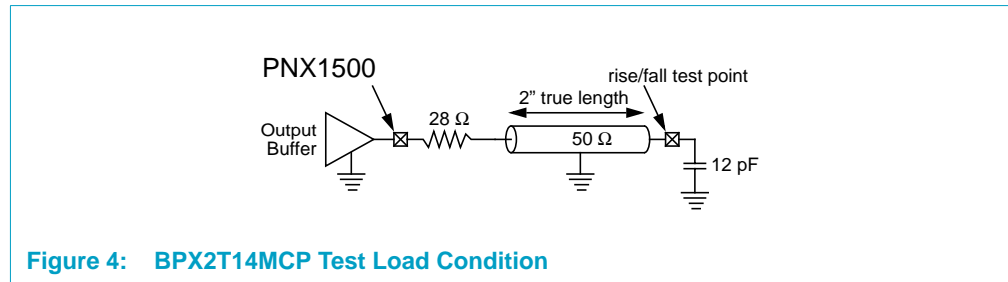 PNX1500
rise/fall test point
2” true length
28 Ω
Output
Buffer
50 Ω
12 pF
Figure 4: BPX2T14MCP Test Load Condition